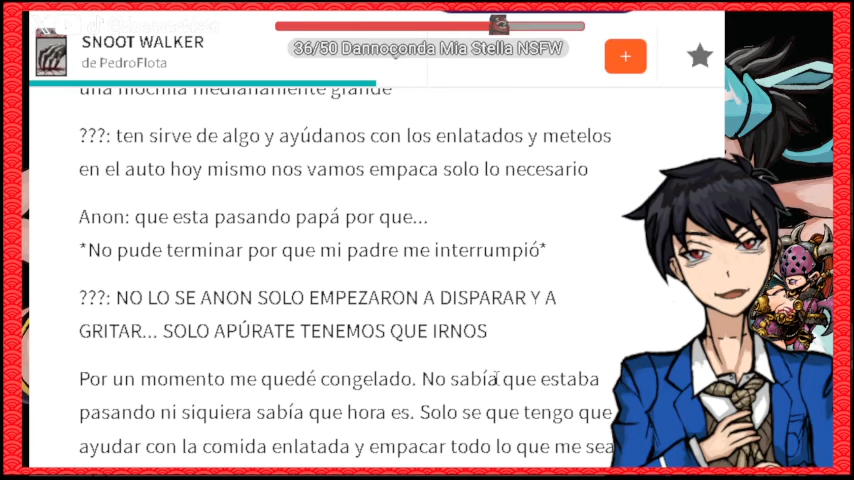 SNOOT WALKER
de PedroFlota
36/50 Dannoconda Mia Stella NSFW
+
una mochila medianamente grande
???: ten sirve de algo y ayúdanos con los enlatados y metelos
en el auto hoy mismo nos vamos empaca solo lo necesario
Anon: que esta pasando papá por que...
*No pude terminar por que mi padre me interrumpió*
???: NO LO SE ANON SOLO EMPEZARON A DISPARAR Y A
GRITAR... SOLO APÚRATE TENEMOS QUE IRNOS
Por un momento me quedé congelado. No sabía que estaba
pasando ni siquiera sabía que hora es. Solo se que tengo que
ayudar con la comida enlatada y empacar todo lo que me sea